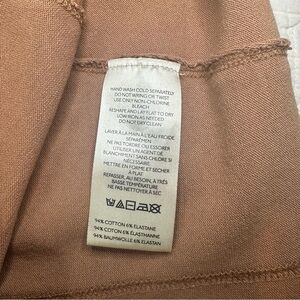 HAND WASH COLD SEPARATELY
DO NOT WRING OR TWIST
USE ONLY NON-CHLORINE
BLEACH
RESHAPE AND LAY FLAT TO DRY
LOW IRON AS NEEDED
DO NOT DRY CLEAN
LAVER À LA MAIN À L'EAU FROIDE
SÉPARÉMEN
NE PAS TORDRE OU ESSORER
UTILISER UN AGENT DE
BLANCHIMENT SANS CHLORE SI
NÉCESSAIRE
METTRE EN FORME ET SÉCHER
À PLAT
REPASSER, AU BESOIN, À TRÈS
BASSE TEMPÉRATURE
NE PAS NETTOYER À SEC
94% COTTON 6% ELASTANE
94% COTON 6% ÉLASTHANNE
94% BAUMWOLLE 6% ELASTAN